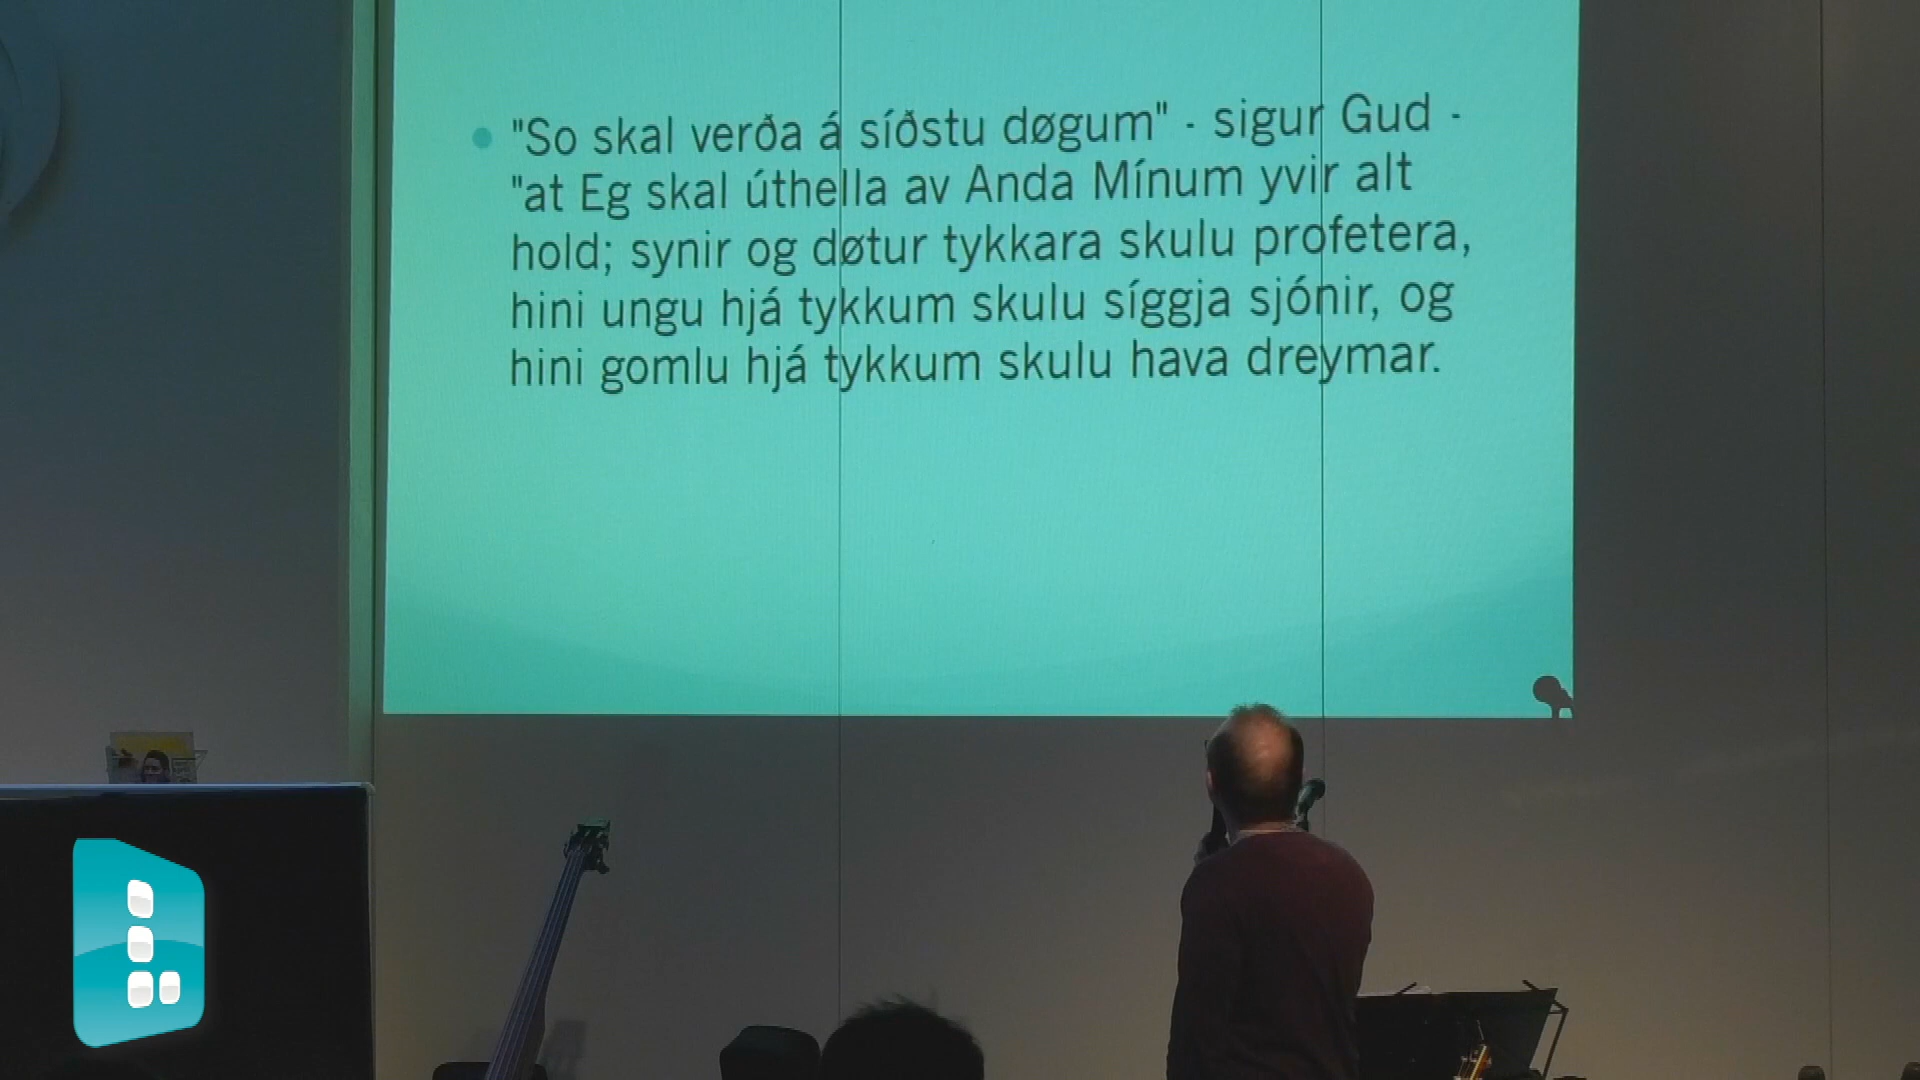 "So skal verða á síðstu døgum" - sigur Gud -
"at Eg skal úthella av Anda Mínum yvir alt
hold; synir og døtur tykkara skulu profetera,
hini ungu hjá tykkum skulu síggja sjónir, og
hini gomlu hjá tykkum skulu hava dreymar.